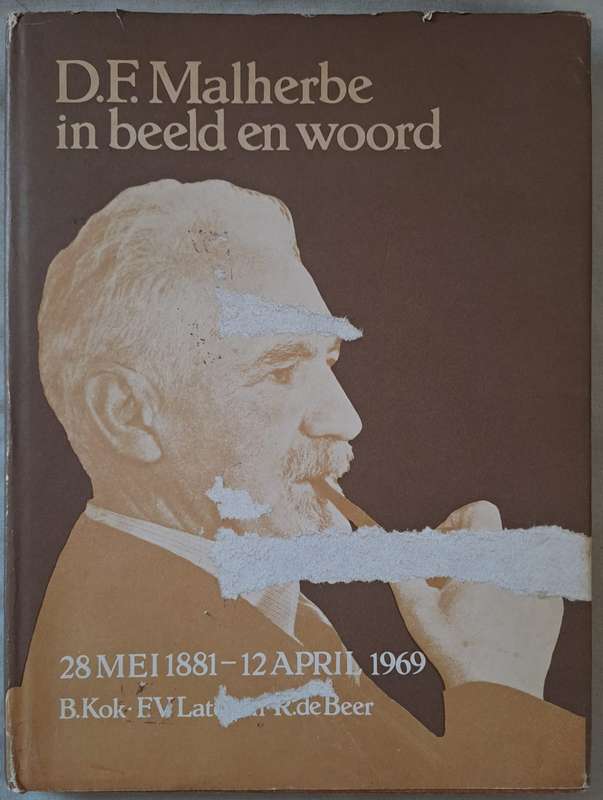 D.F. Malherbe
in beeld en woord
28 MEI 1881 – 12 APRIL 1969
B. Kok · F.V. R. de Beer